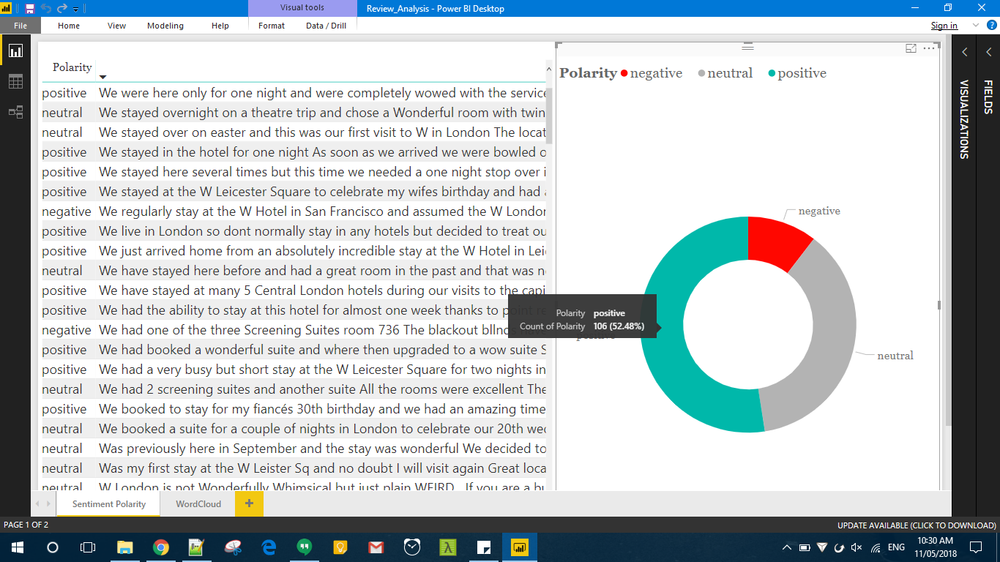 Visual tools
Review_Analysis - Power BI Desktop
File Home View Modeling Help Format Data / Drill
Sign in
Polarity
positive We were here only for one night and were completely wowed with the service
neutral We stayed overnight on a theatre trip and chose a Wonderful room with twin
neutral We stayed over on easter and this was our first visit to W in London The locat
positive We stayed in the hotel for one night As soon as we arrived we were bowled o
positive We stayed here several times but this time we needed a one night stop over i
positive We stayed at the W Leicester Square to celebrate my wifes birthday and had a
negative We regularly stay at the W Hotel in San Francisco and assumed the W London
positive We live in London so dont normally stay in any hotels but decided to treat ou
positive We just arrived home from an absolutely incredible stay at the W Hotel in Lei
neutral We have stayed here before and had a great room in the past and that was n
positive We have stayed at many 5 Central London hotels during our visits to the capi
positive We had the ability to stay at this hotel for almost one week thanks to point
negative We had one of the three Screening Suites room 736 The blackout blinds
positive We had booked a wonderful suite and where then upgraded to a wow suite S
positive We had a very busy but short stay at the W Leicester Square for two nights in
neutral We had 2 screening suites and another suite All the rooms were excellent The
positive We booked to stay for my fiancés 30th birthday and we had an amazing time
neutral We booked a suite for a couple of nights in London to celebrate our 20th wed
neutral Was previously here in September and the stay was wonderful We decided to
neutral Was my first stay at the W Leister Sq and no doubt I will visit again Great loca
neutral W London is not Wonderfully Whimsical but just plain WEIRD If you are a bu
Polarity negative neutral positive
negative
Polarity positive
Count of Polarity 106 (52.48%)
positive
neutral
VISUALIZATIONS
FIELDS
Sentiment Polarity WordCloud
PAGE 1 OF 2
UPDATE AVAILABLE (CLICK TO DOWNLOAD)
ENG
10:30 AM
11/05/2018